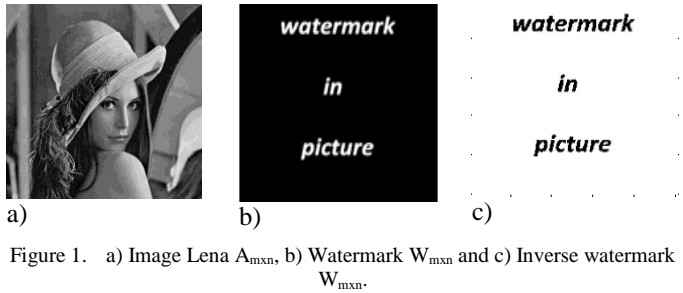 watermark
in
picture
watermark
in
picture
a)
b)
c)
Figure 1. a) Image Lena Amxn, b) Watermark Wmxn and c) Inverse watermark
Wmxn.